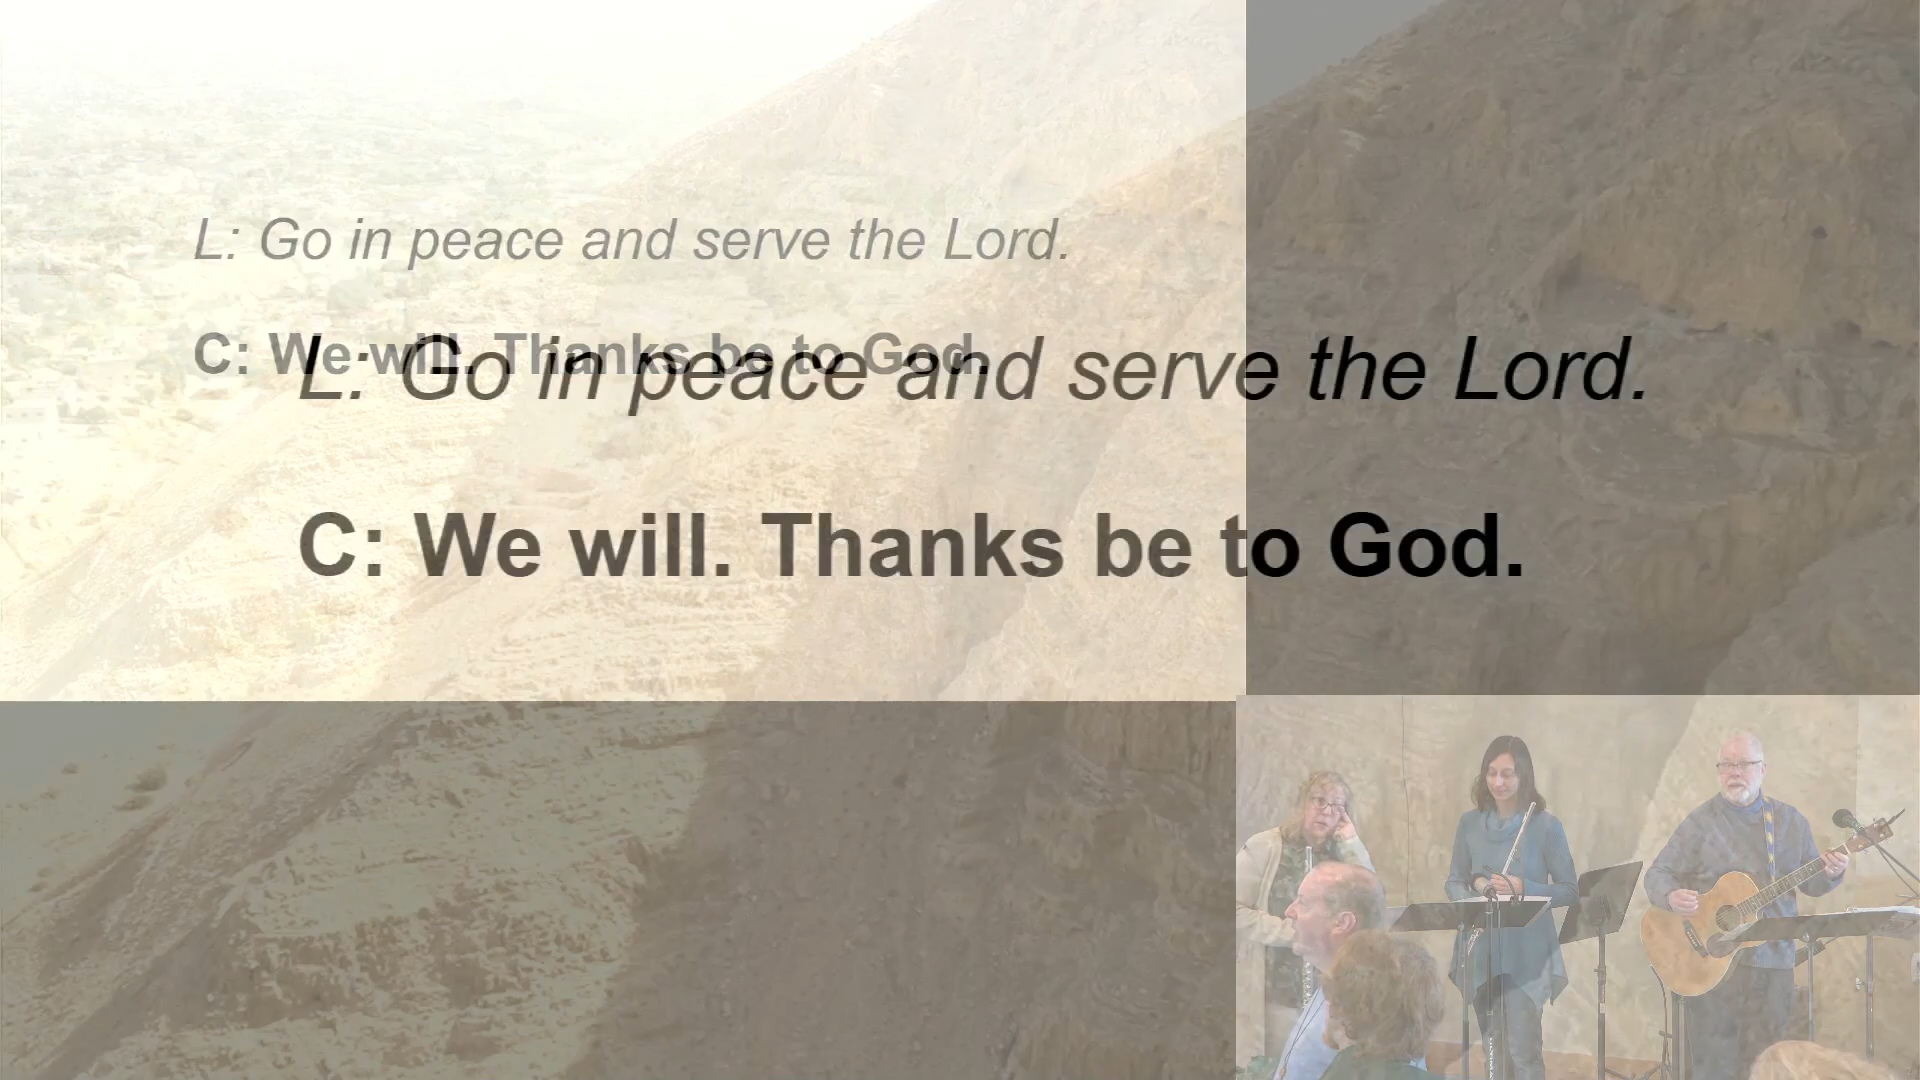 L: Go in peace and serve the Lord.
C: We will. Thanks be to God.
L: Go in peace and serve the Lord.
C: We will. Thanks be to God.